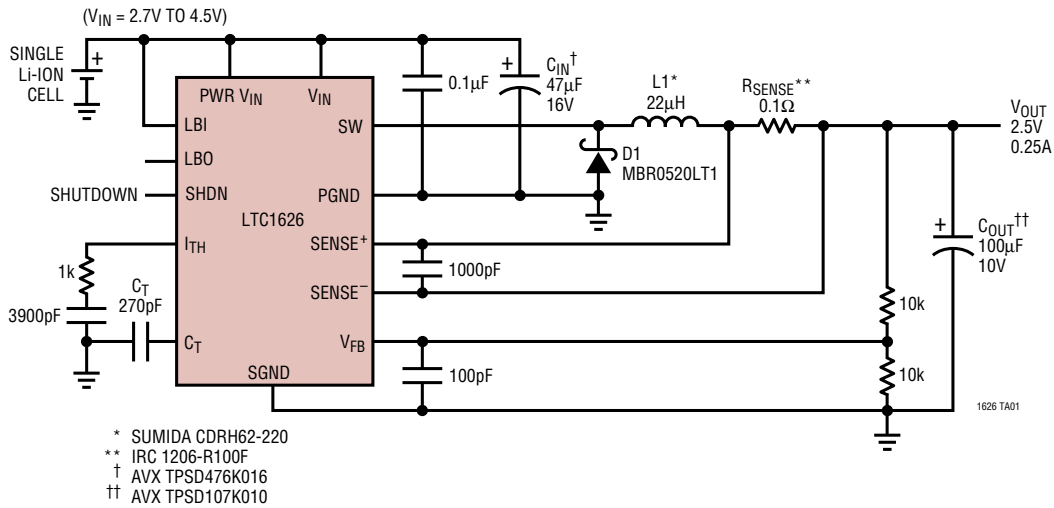 (VIN = 2.7V TO 4.5V)
SINGLE
Li-ION
CELL
+
PWR VIN
VIN
LBI
LBO
SHUTDOWN
SHDN
LTC1626
ITH
CT
SGND
SW
PGND
SENSE+
SENSE−
VFB
1k
3900pF
CT
270pF
0.1µF
+
CIN†
47µF
16V
L1*
22µH
RSENSE**
0.1Ω
D1
MBR0520LT1
1000pF
100pF
VOUT
2.5V
0.25A
+
COUT††
100µF
10V
10k
10k
1626 TA01
* SUMIDA CDRH62-220
** IRC 1206-R100F
† AVX TPSD476K016
†† AVX TPSD107K010